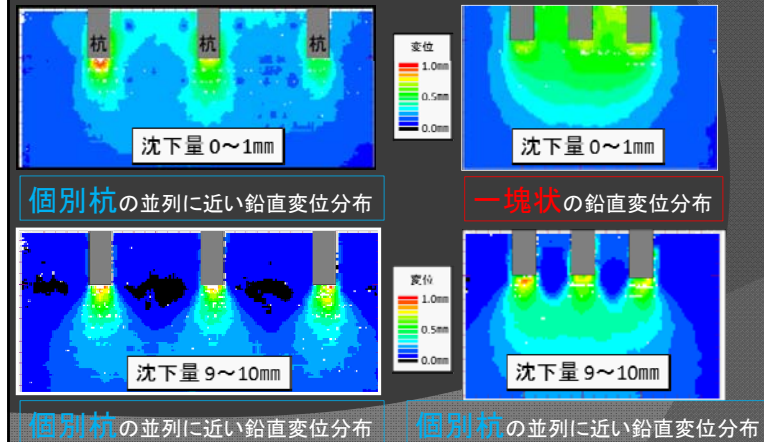 杭
杭
杭
沈下量 0～1mm
変位
1.0mm
0.5mm
0.0mm
沈下量 0～1mm
個別杭の並列に近い鉛直変位分布
一塊状の鉛直変位分布
沈下量 9～10mm
変位
1.0mm
0.5mm
0.0mm
沈下量 9～10mm
個別杭の並列に近い鉛直変位分布
個別杭の並列に近い鉛直変位分布